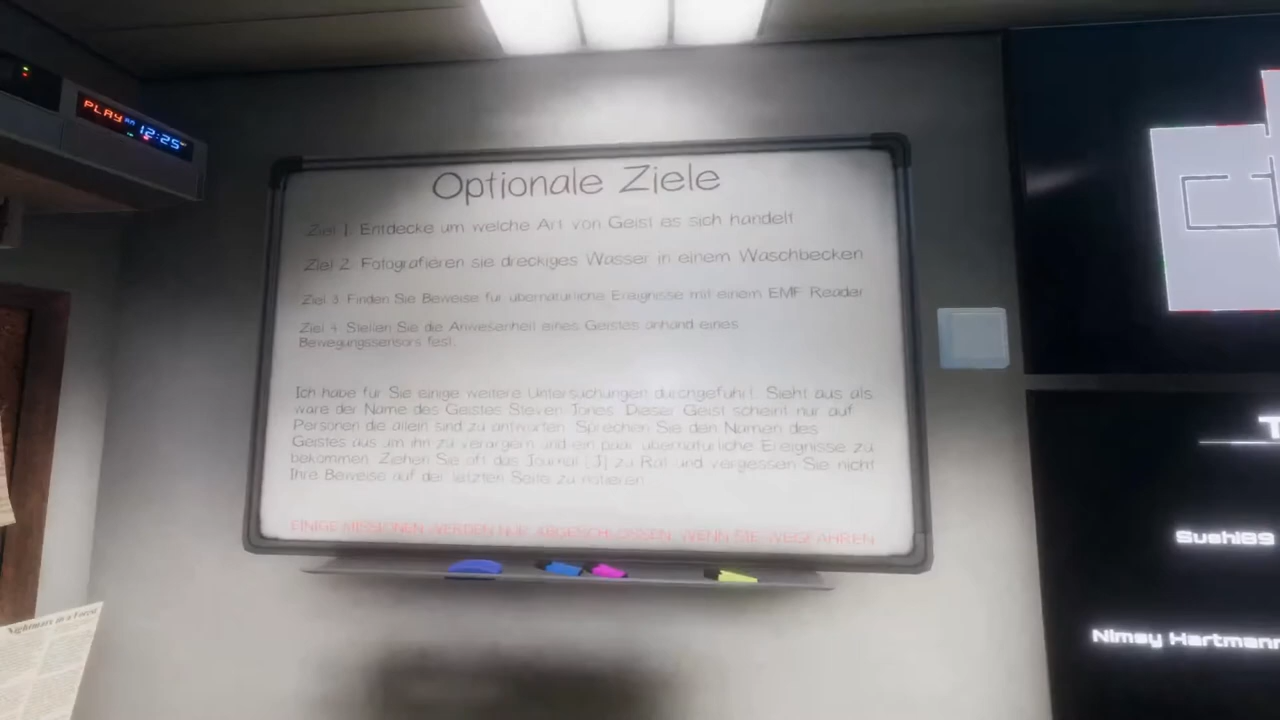 PLAY AM 12:25
Optionale Ziele
Ziel 1. Entdecke um welche Art von Geist es sich handelt
Ziel 2. Fotografieren sie dreckiges Wasser in einem Waschbecken
Ziel 3. Finden Sie Beweise für übernatürliche Ereignisse mit einem EMF Reader
Ziel 4. Stellen Sie die Anwesenheit eines Geistes anhand eines
Bewegungssensors fest.
Ich habe für Sie einige weitere Untersuchungen durchgeführt. Sieht aus als
wäre der Name des Geistes Steven Jones. Dieser Geist scheint nur auf
Personen die allein sind zu antworten. Sprechen Sie den Namen des
Geistes aus um ihn zu verärgern und ein paar übernatürliche Ereignisse zu
bekommen. Ziehen Sie oft das Journal [J] zu Rat und vergessen Sie nicht
Ihre Beweise auf der letzten Seite zu notieren.
EINIGE MISSIONEN WERDEN NUR ABGESCHLOSSEN, WENN SIE WEGFAHREN
T
Sushi89
Nimsy Hartmann
Nightmare in a Forest